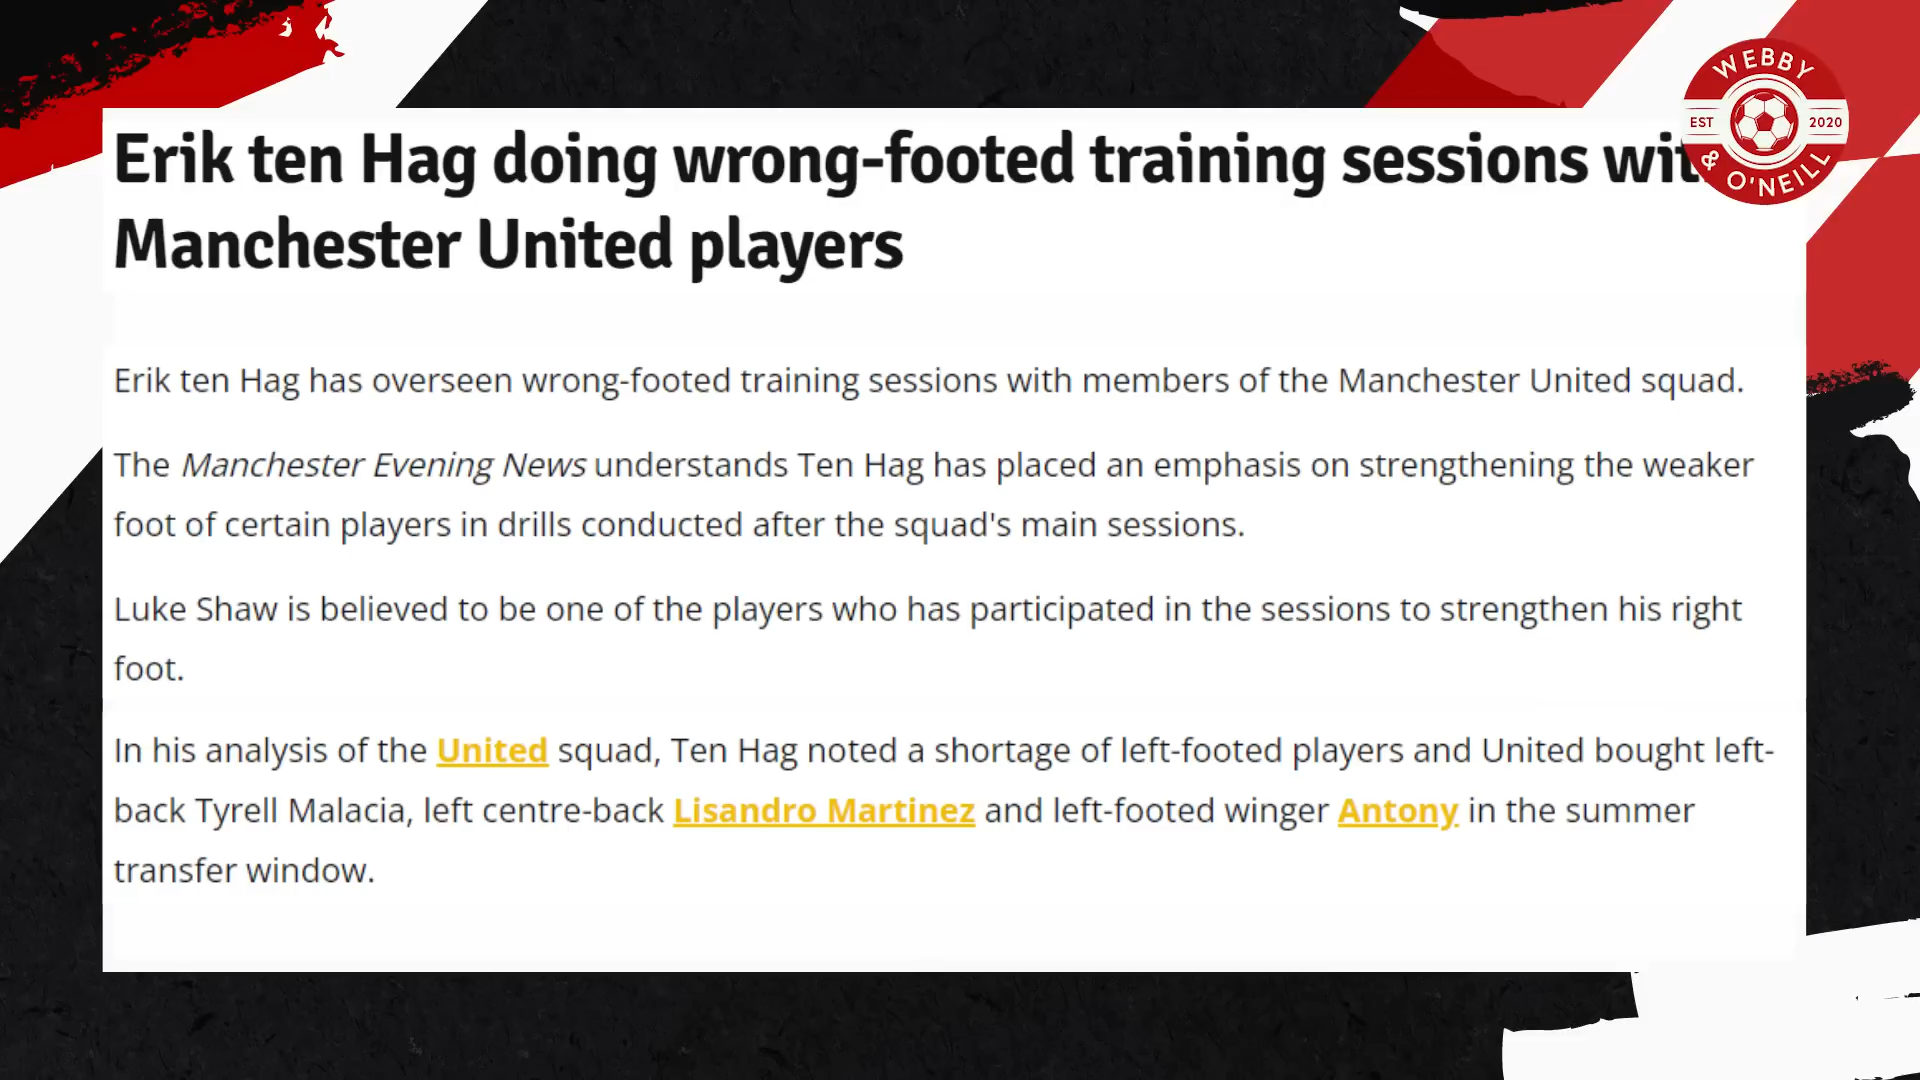 WEBBY
EST 2020
& O'NEILL
Erik ten Hag doing wrong-footed training sessions wit
Manchester United players
Erik ten Hag has overseen wrong-footed training sessions with members of the Manchester United squad.
The Manchester Evening News understands Ten Hag has placed an emphasis on strengthening the weaker
foot of certain players in drills conducted after the squad's main sessions.
Luke Shaw is believed to be one of the players who has participated in the sessions to strengthen his right
foot.
In his analysis of the United squad, Ten Hag noted a shortage of left-footed players and United bought left-
back Tyrell Malacia, left centre-back Lisandro Martinez and left-footed winger Antony in the summer
transfer window.